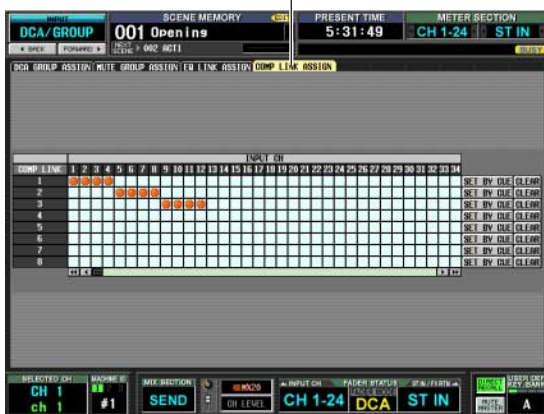 INPUT
DCA/GROUP
BACK
FORWARD
SCENE MEMORY
EDIT
001 Opening
NEXT SCENE
002 ACT1
PRESENT TIME
5:31:49
METER SECTION
CH 1-24
ST IN
BUSY
DCA GROUP ASSIGN
MUTE GROUP ASSIGN
EQ LINK ASSIGN
COMP LINK ASSIGN
INPUT CH
COMP LINK 1 2 3 4 5 6 7 8 9 10 11 12 13 14 15 16 17 18 19 20 21 22 23 24 25 26 27 28 29 30 31 32 33 34
1 SET BY CUE CLEAR
2 SET BY CUE CLEAR
3 SET BY CUE CLEAR
4 SET BY CUE CLEAR
5 SET BY CUE CLEAR
6 SET BY CUE CLEAR
7 SET BY CUE CLEAR
8 SET BY CUE CLEAR
SELECTED CH
CH 1
ch 1
MACHINE ID
#1
MIX SECTION
SEND
MX20
CH LEVEL
INPUT CH
FADER STATUS
ST IN / FX RTN
CH 1-24
DCA
ST IN
DIRECT RECALL
MUTE MASTER
USER DEF
KEY BANK
A